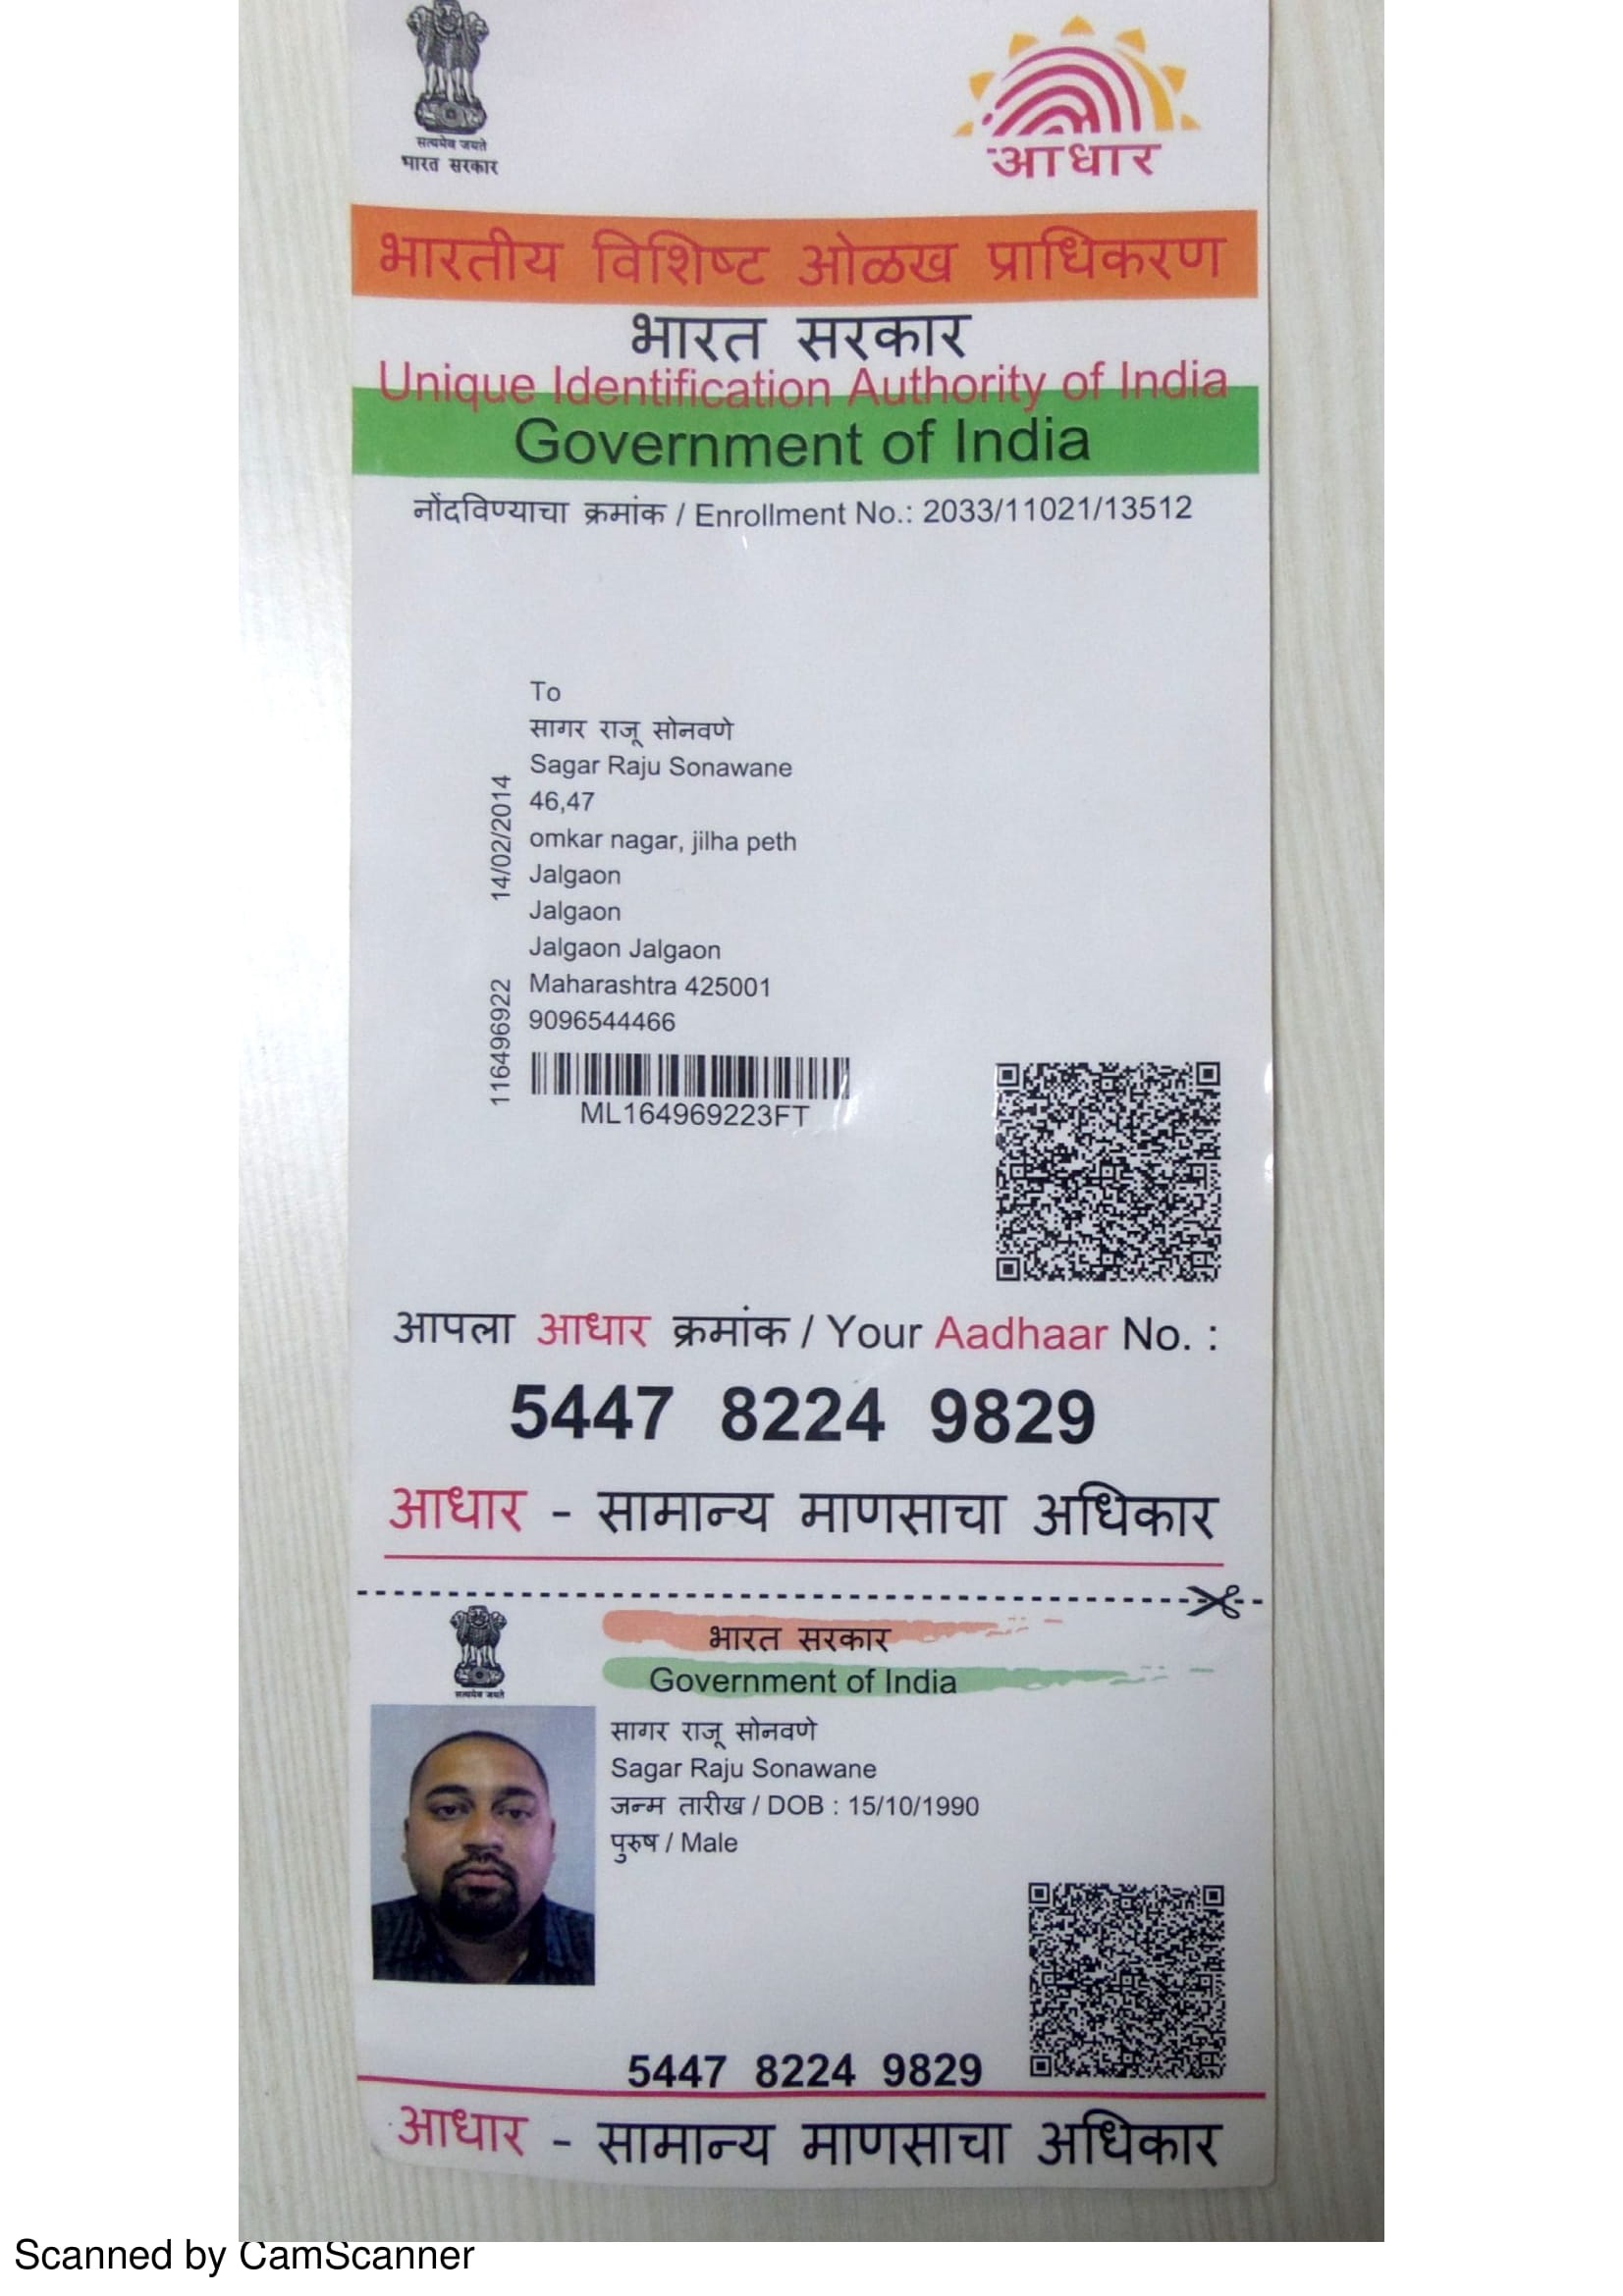 सत्यमेव जयते
भारत सरकार
आधार
भारतीय विशिष्ट ओळख प्राधिकरण
भारत सरकार
Unique Identification Authority of India
Government of India
नोंदविण्याचा क्रमांक / Enrollment No.: 2033/11021/13512
To
सागर राजू सोनवणे
Sagar Raju Sonawane
46,47
omkar nagar, jilha peth
Jalgaon
Jalgaon
Jalgaon Jalgaon
Maharashtra 425001
9096544466
14/02/2014
116496922
ML164969223FT
आपला आधार क्रमांक / Your Aadhaar No. :
5447 8224 9829
आधार - सामान्य माणसाचा अधिकार
सत्यमेव जयते
भारत सरकार
Government of India
सागर राजू सोनवणे
Sagar Raju Sonawane
जन्म तारीख / DOB : 15/10/1990
पुरुष / Male
5447 8224 9829
आधार - सामान्य माणसाचा अधिकार
Scanned by CamScanner